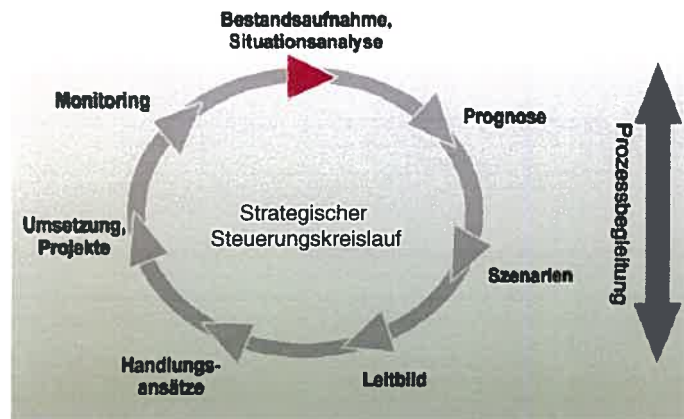 Bestandsaufnahme,
Situationsanalyse
Prognose
Szenarien
Leitbild
Handlungs-
ansätze
Umsetzung,
Projekte
Monitoring
Strategischer
Steuerungskreislauf
Prozessbegleitung